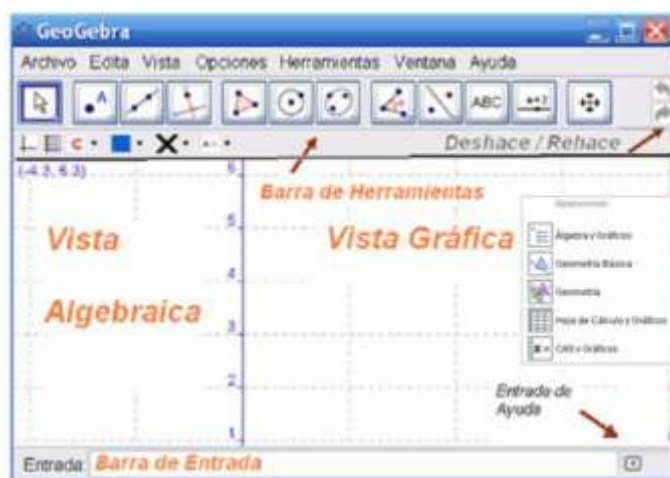 GeoGebra
Archivo Edita Vista Opciones Herramientas Ventana Ayuda
A
ABC
a=2
Deshace / Rehace
(-4.3, 6.3)
6
Barra de Herramientas
5
Vista
Vista Gráfica
Algebra y Gráficos
4
Geometría Básica
Algebraica
Geometría
3
Hoja de Cálculo y Gráficos
CAS y Gráficos
2
Entrada de
Ayuda
1
Entrada: Barra de Entrada